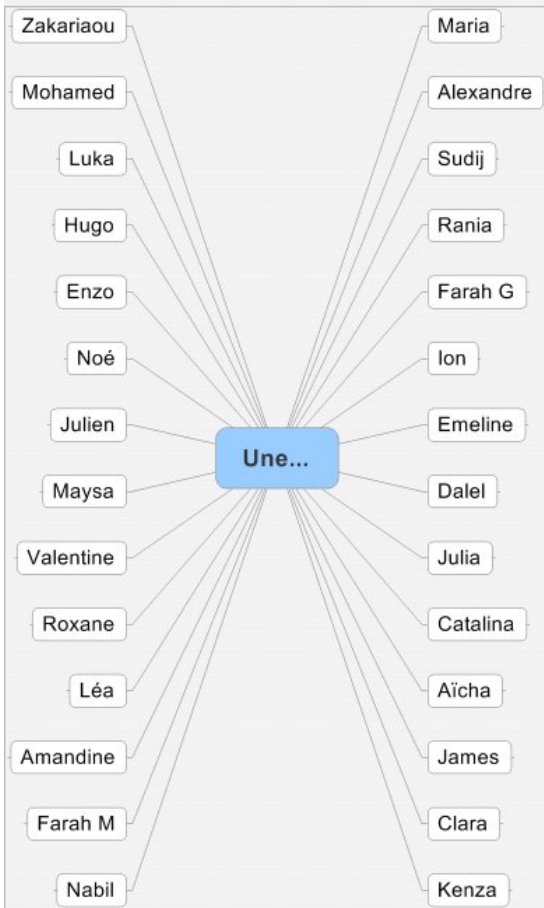 Zakariaou
Mohamed
Luka
Hugo
Enzo
Noé
Julien
Maysa
Valentine
Roxane
Léa
Amandine
Farah M
Nabil
Une...
Maria
Alexandre
Sudij
Rania
Farah G
Ion
Emeline
Dalel
Julia
Catalina
Aïcha
James
Clara
Kenza